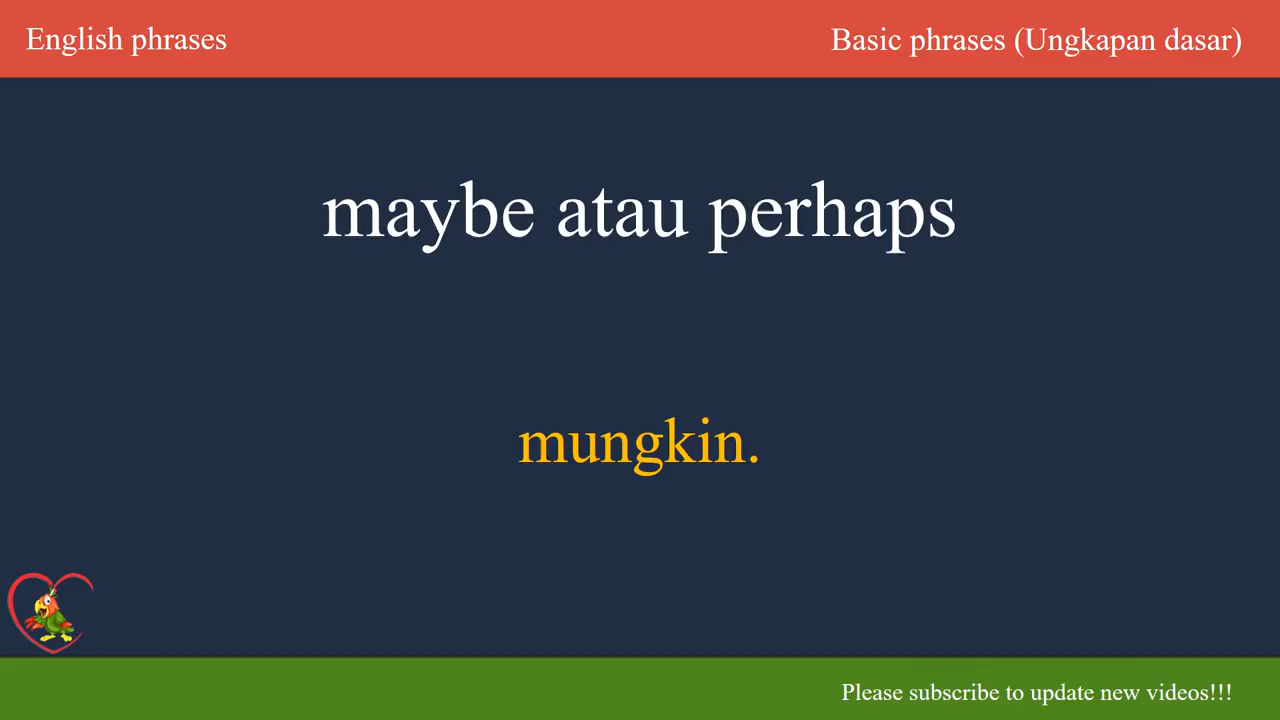 English phrases
Basic phrases (Ungkapan dasar)
maybe atau perhaps
mungkin.
Please subscribe to update new videos!!!